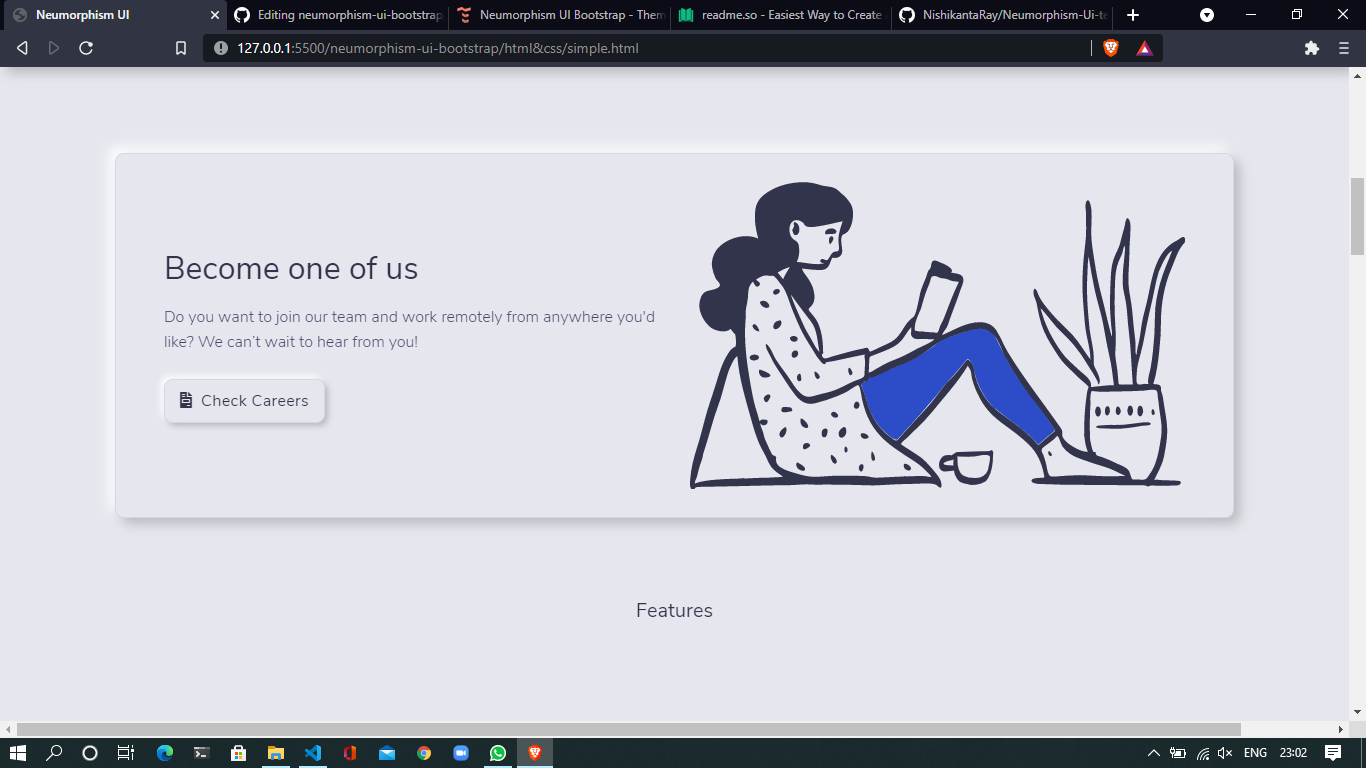 Neumorphism UI
Editing neumorphism-ui-bootstrap
Neumorphism UI Bootstrap - Them
readme.so - Easiest Way to Create
NishikantaRay/Neumorphism-Ui-te
127.0.0.1:5500/neumorphism-ui-bootstrap/html&css/simple.html
Become one of us
Do you want to join our team and work remotely from anywhere you'd
like? We can’t wait to hear from you!
Check Careers
Features
ENG
23:02